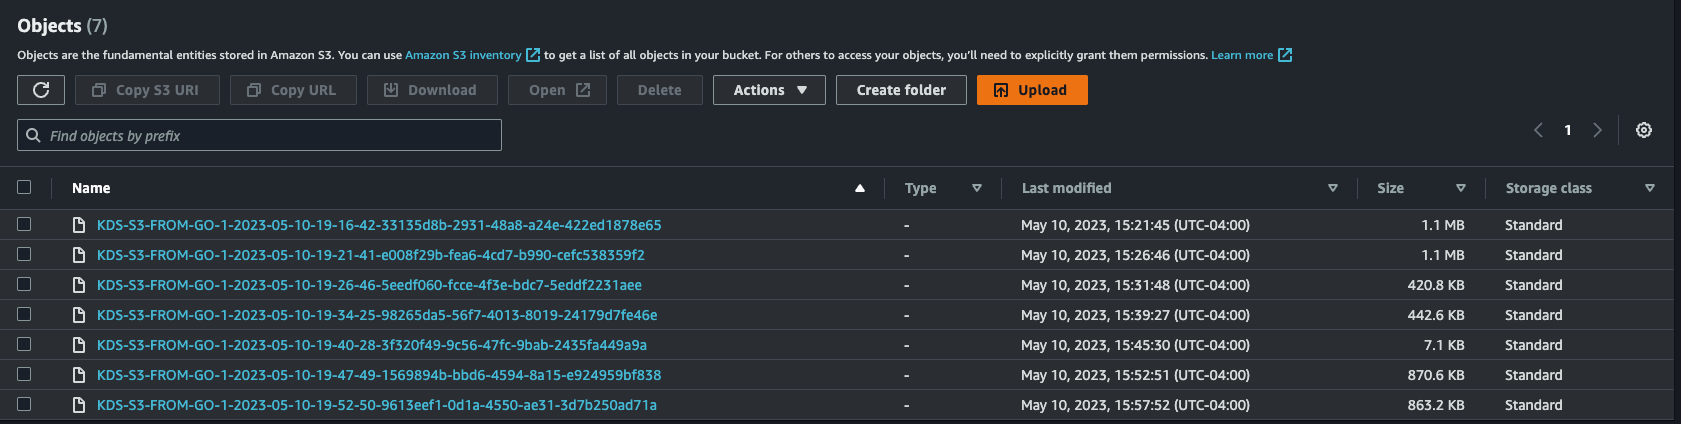 Objects (7)
Objects are the fundamental entities stored in Amazon S3. You can use Amazon S3 inventory to get a list of all objects in your bucket. For others to access your objects, you'll need to explicitly grant them permissions. Learn more
Copy S3 URI Copy URL Download Open Delete Actions Create folder Upload
Find objects by prefix 1
Name Type Last modified Size Storage class
KDS-S3-FROM-GO-1-2023-05-10-19-16-42-33135d8b-2931-48a8-a24e-422ed1878e65 - May 10, 2023, 15:21:45 (UTC-04:00) 1.1 MB Standard
KDS-S3-FROM-GO-1-2023-05-10-19-21-41-e008f29b-fea6-4cd7-b990-cefc538359f2 - May 10, 2023, 15:26:46 (UTC-04:00) 1.1 MB Standard
KDS-S3-FROM-GO-1-2023-05-10-19-26-46-5eedf060-fcce-4f3e-bdc7-5eddf2231aee - May 10, 2023, 15:31:48 (UTC-04:00) 420.8 KB Standard
KDS-S3-FROM-GO-1-2023-05-10-19-34-25-98265da5-56f7-4013-8019-24179d7fe46e - May 10, 2023, 15:39:27 (UTC-04:00) 442.6 KB Standard
KDS-S3-FROM-GO-1-2023-05-10-19-40-28-3f320f49-9c56-47fc-9bab-2435fa449a9a - May 10, 2023, 15:45:30 (UTC-04:00) 7.1 KB Standard
KDS-S3-FROM-GO-1-2023-05-10-19-47-49-1569894b-bbd6-4594-8a15-e924959bf838 - May 10, 2023, 15:52:51 (UTC-04:00) 870.6 KB Standard
KDS-S3-FROM-GO-1-2023-05-10-19-52-50-9613eef1-0d1a-4550-ae31-3d7b250ad71a - May 10, 2023, 15:57:52 (UTC-04:00) 863.2 KB Standard